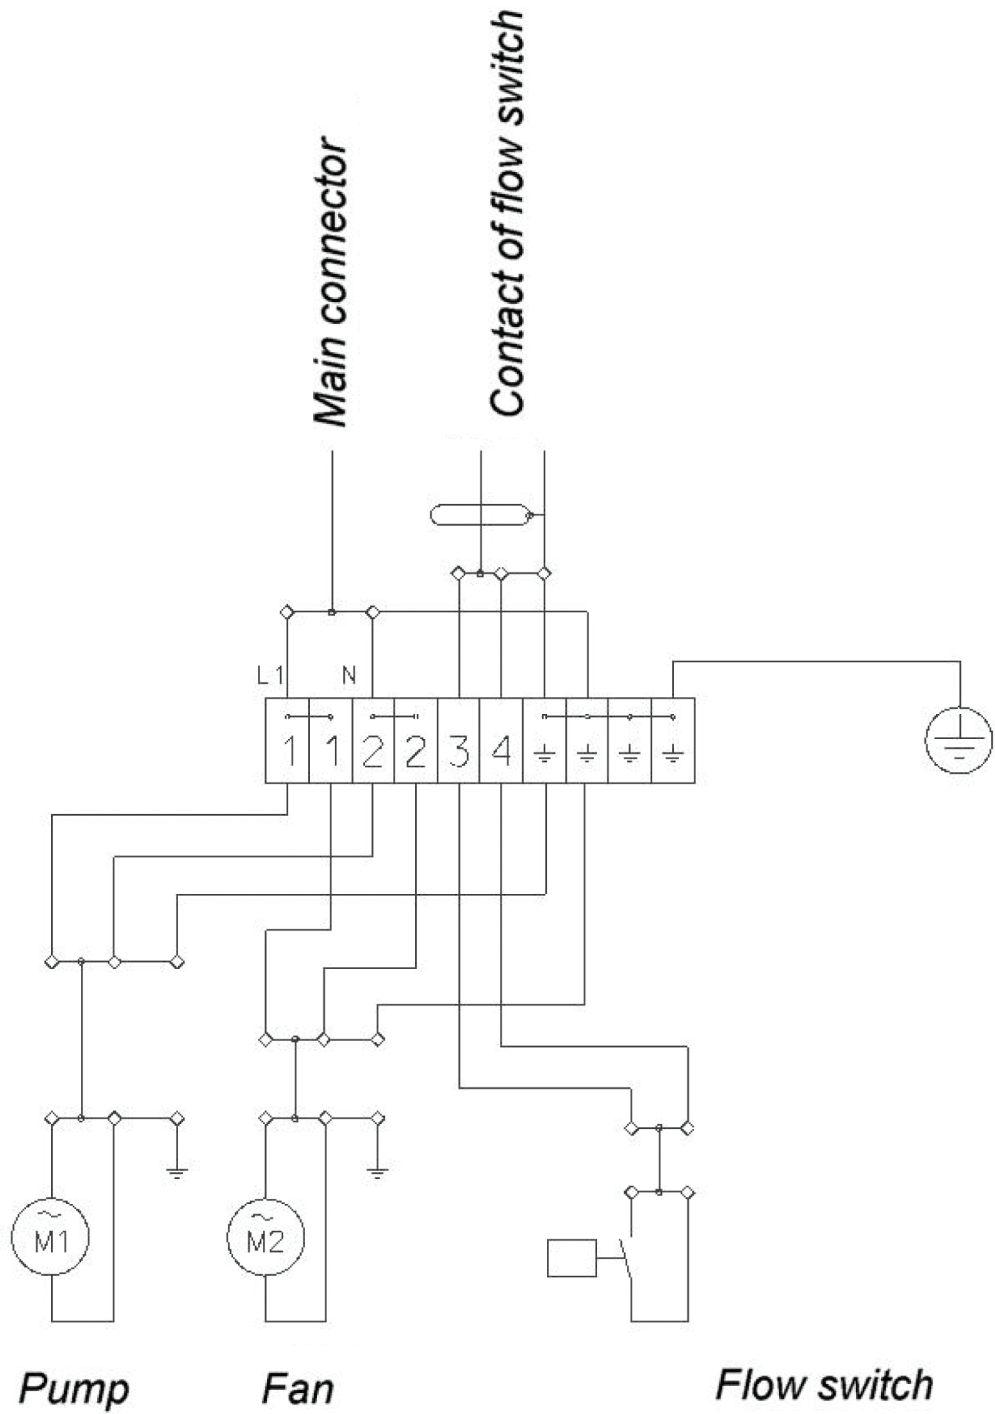 Main connector
Contact of flow switch
L1 N
1 1 2 2 3 4
M1 M2
Pump Fan Flow switch